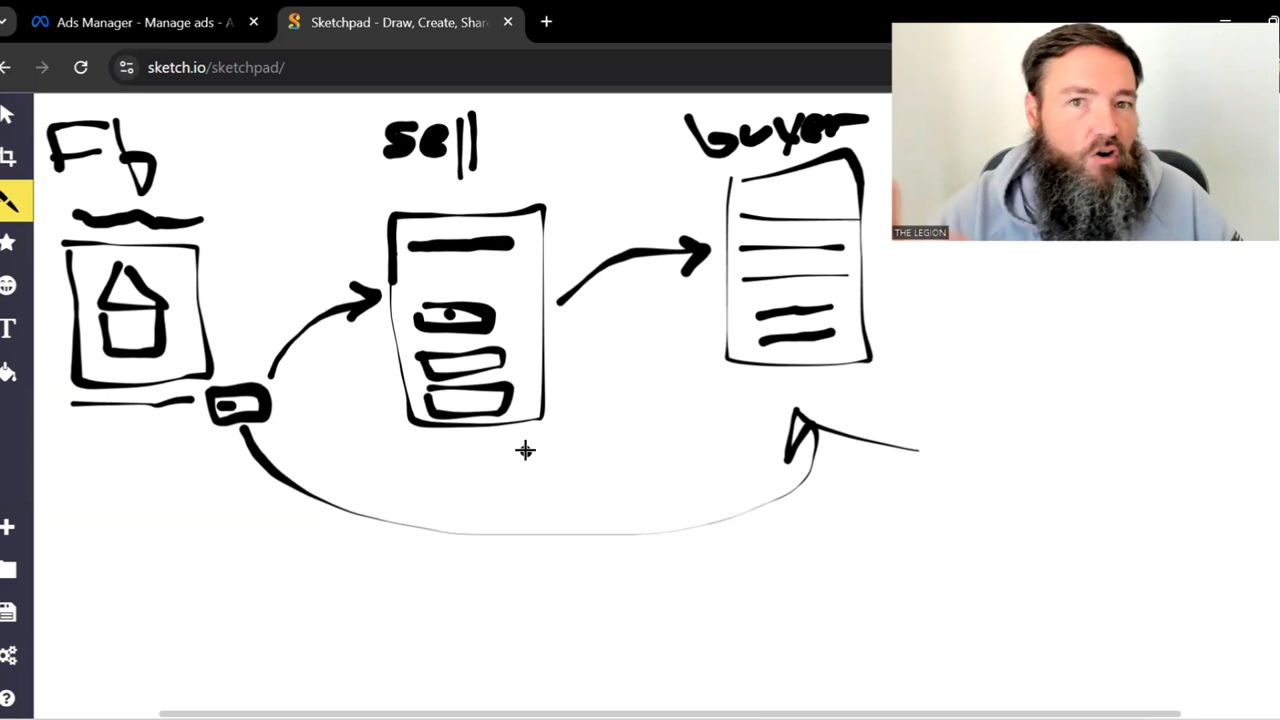 Ads Manager - Manage ads - A
Sketchpad - Draw, Create, Shar
sketch.io/sketchpad/
Fb
sell
buyer
THE LEGION
T